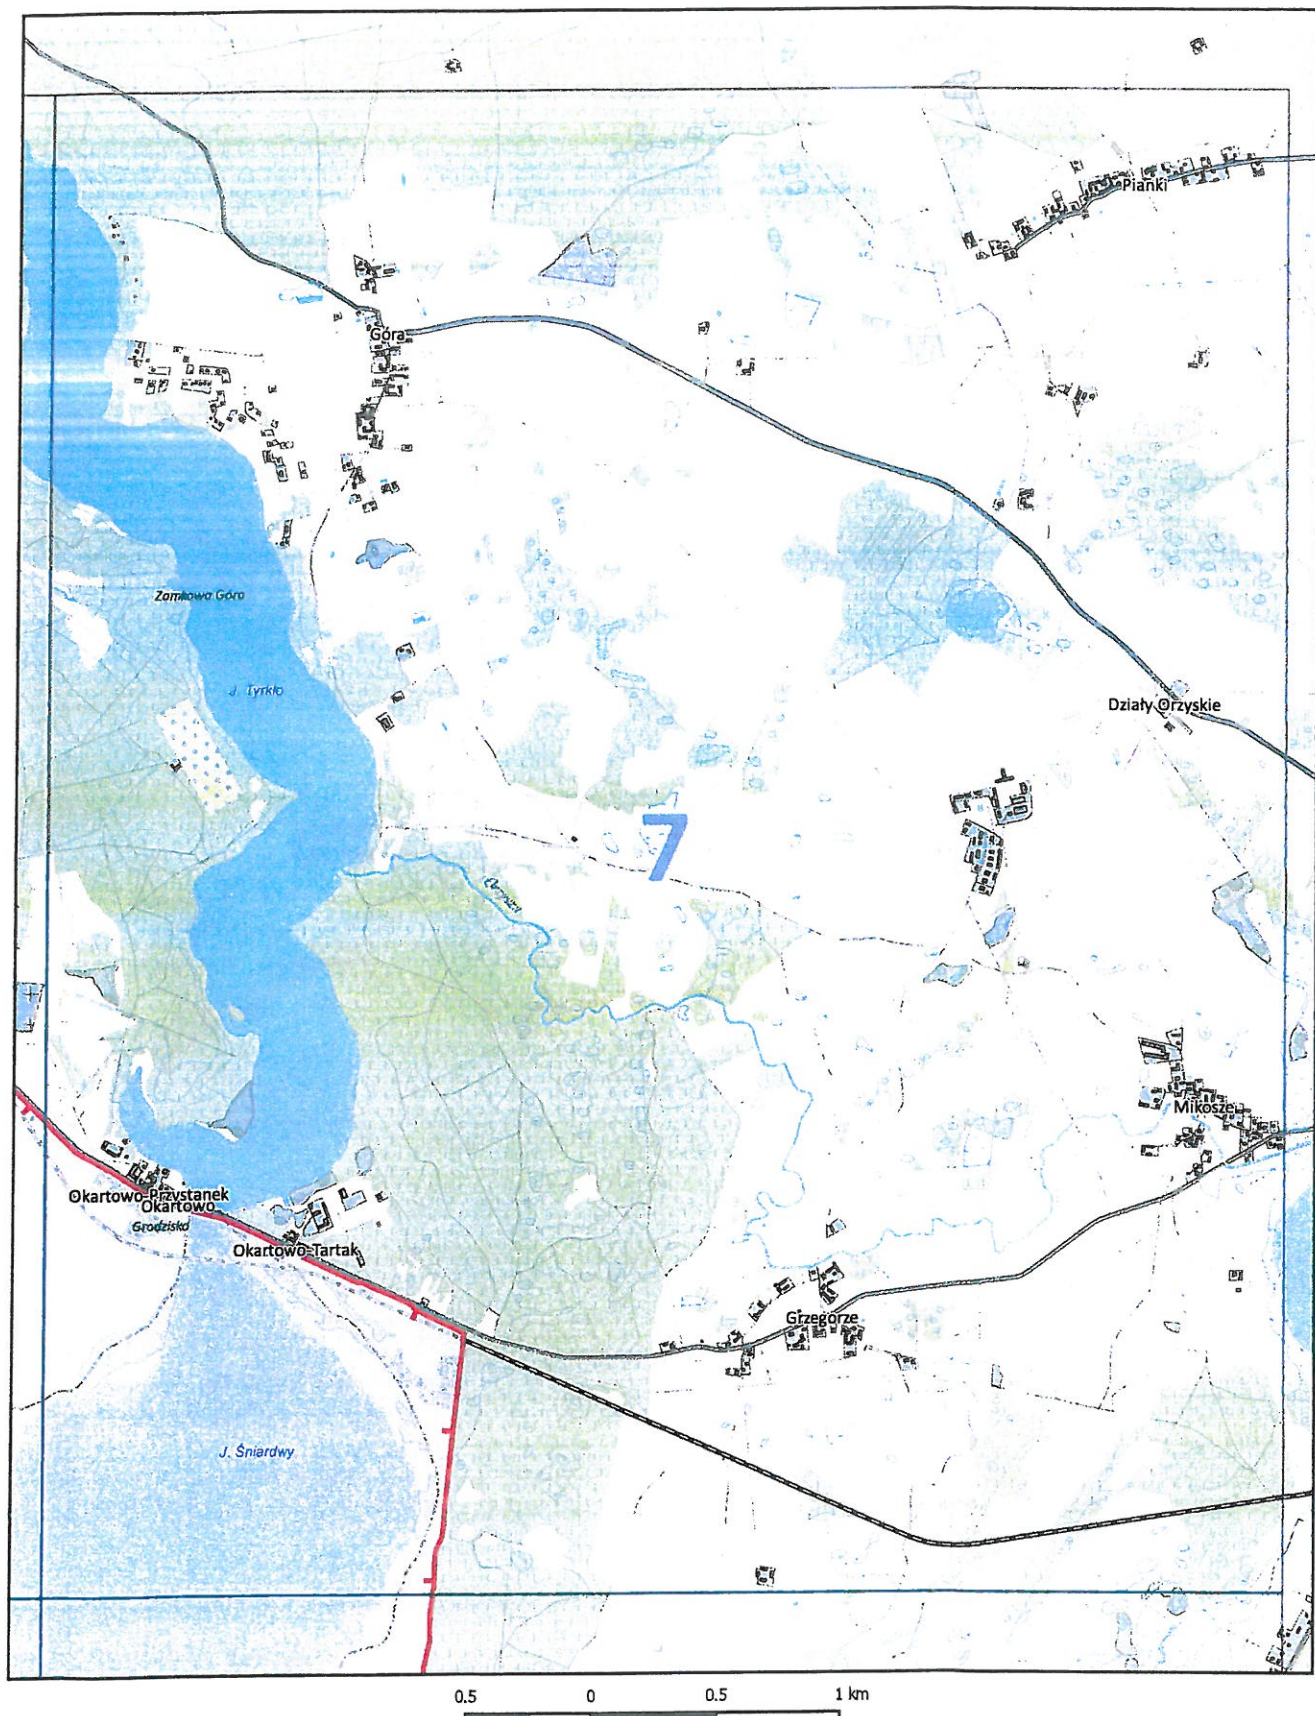 Pianki
Góra
Zamkowa Góra
J. Tyrkło
Działy Orzyskie
7
Mikosze
Okartowo-Przystanek
Okartowo
Grodzisko
Okartowo-Tartak
Grzegorze
J. Śniardwy
0.5 0 0.5 1 km